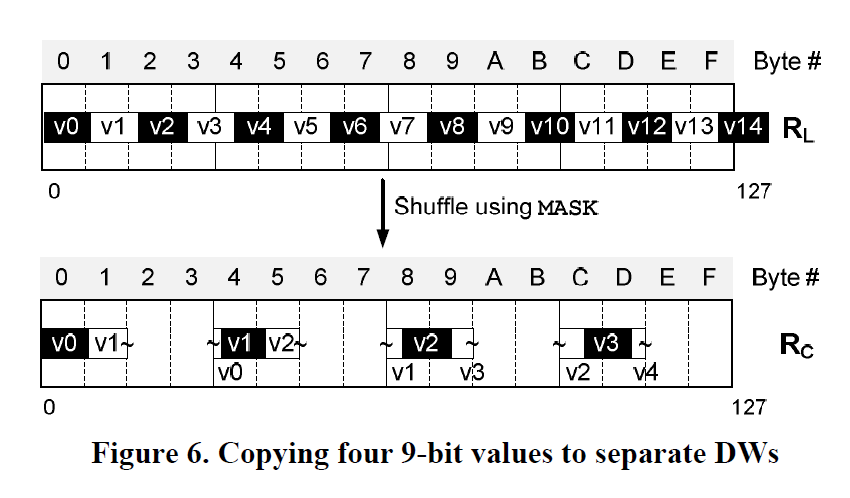 0 1 2 3 4 5 6 7 8 9 A B C D E F Byte #
v0 v1 v2 v3 v4 v5 v6 v7 v8 v9 v10 v11 v12 v13 v14 RL
0 127
Shuffle using MASK
0 1 2 3 4 5 6 7 8 9 A B C D E F Byte #
v0 v1~ ~v1 v2~ ~v2 ~ ~v3~ RC
v0 v1 v3 v2 v4
0 127
Figure 6. Copying four 9-bit values to separate DWs